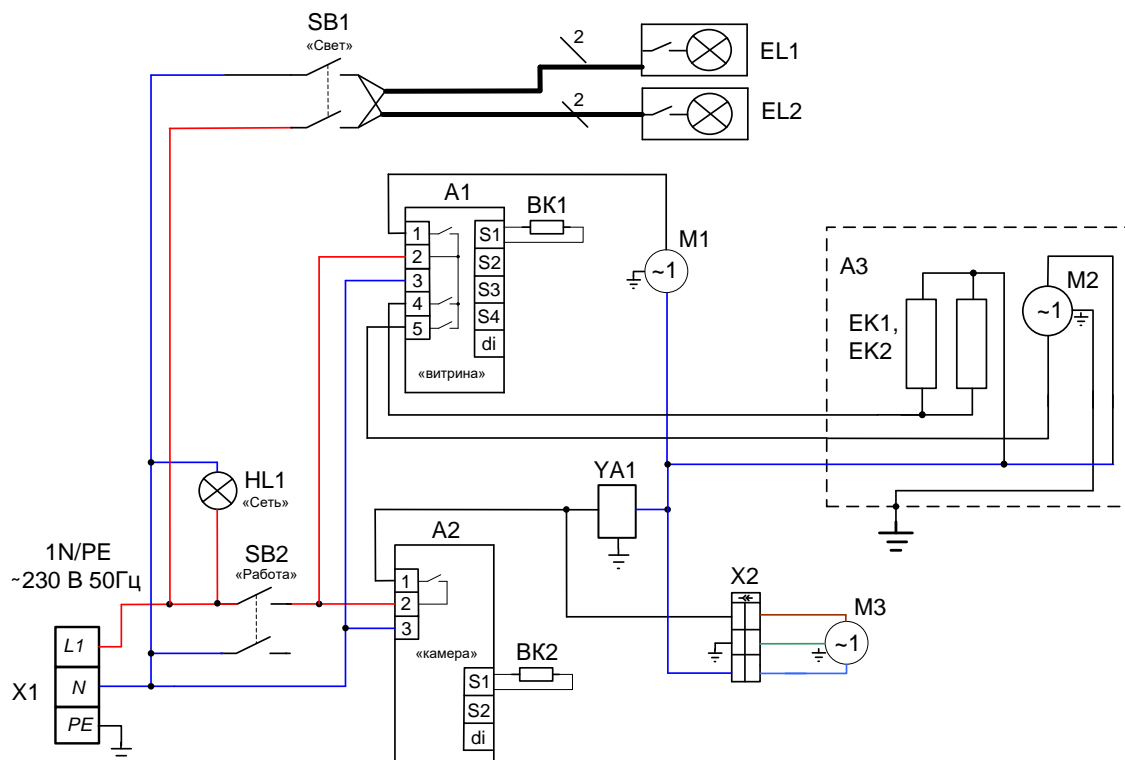 SB1
«Свет»
2
EL1
2
EL2
A1
1
2
3
4
5
S1
S2
S3
S4
di
«витрина»
ВК1
M1
~1
A3
EK1,
EK2
M2
~1
HL1
«Сеть»
YA1
1N/PE
~230 В 50Гц
SB2
«Работа»
A2
1
2
3
«камера»
S1
S2
di
ВК2
X2
M3
~1
X1
L1
N
PE